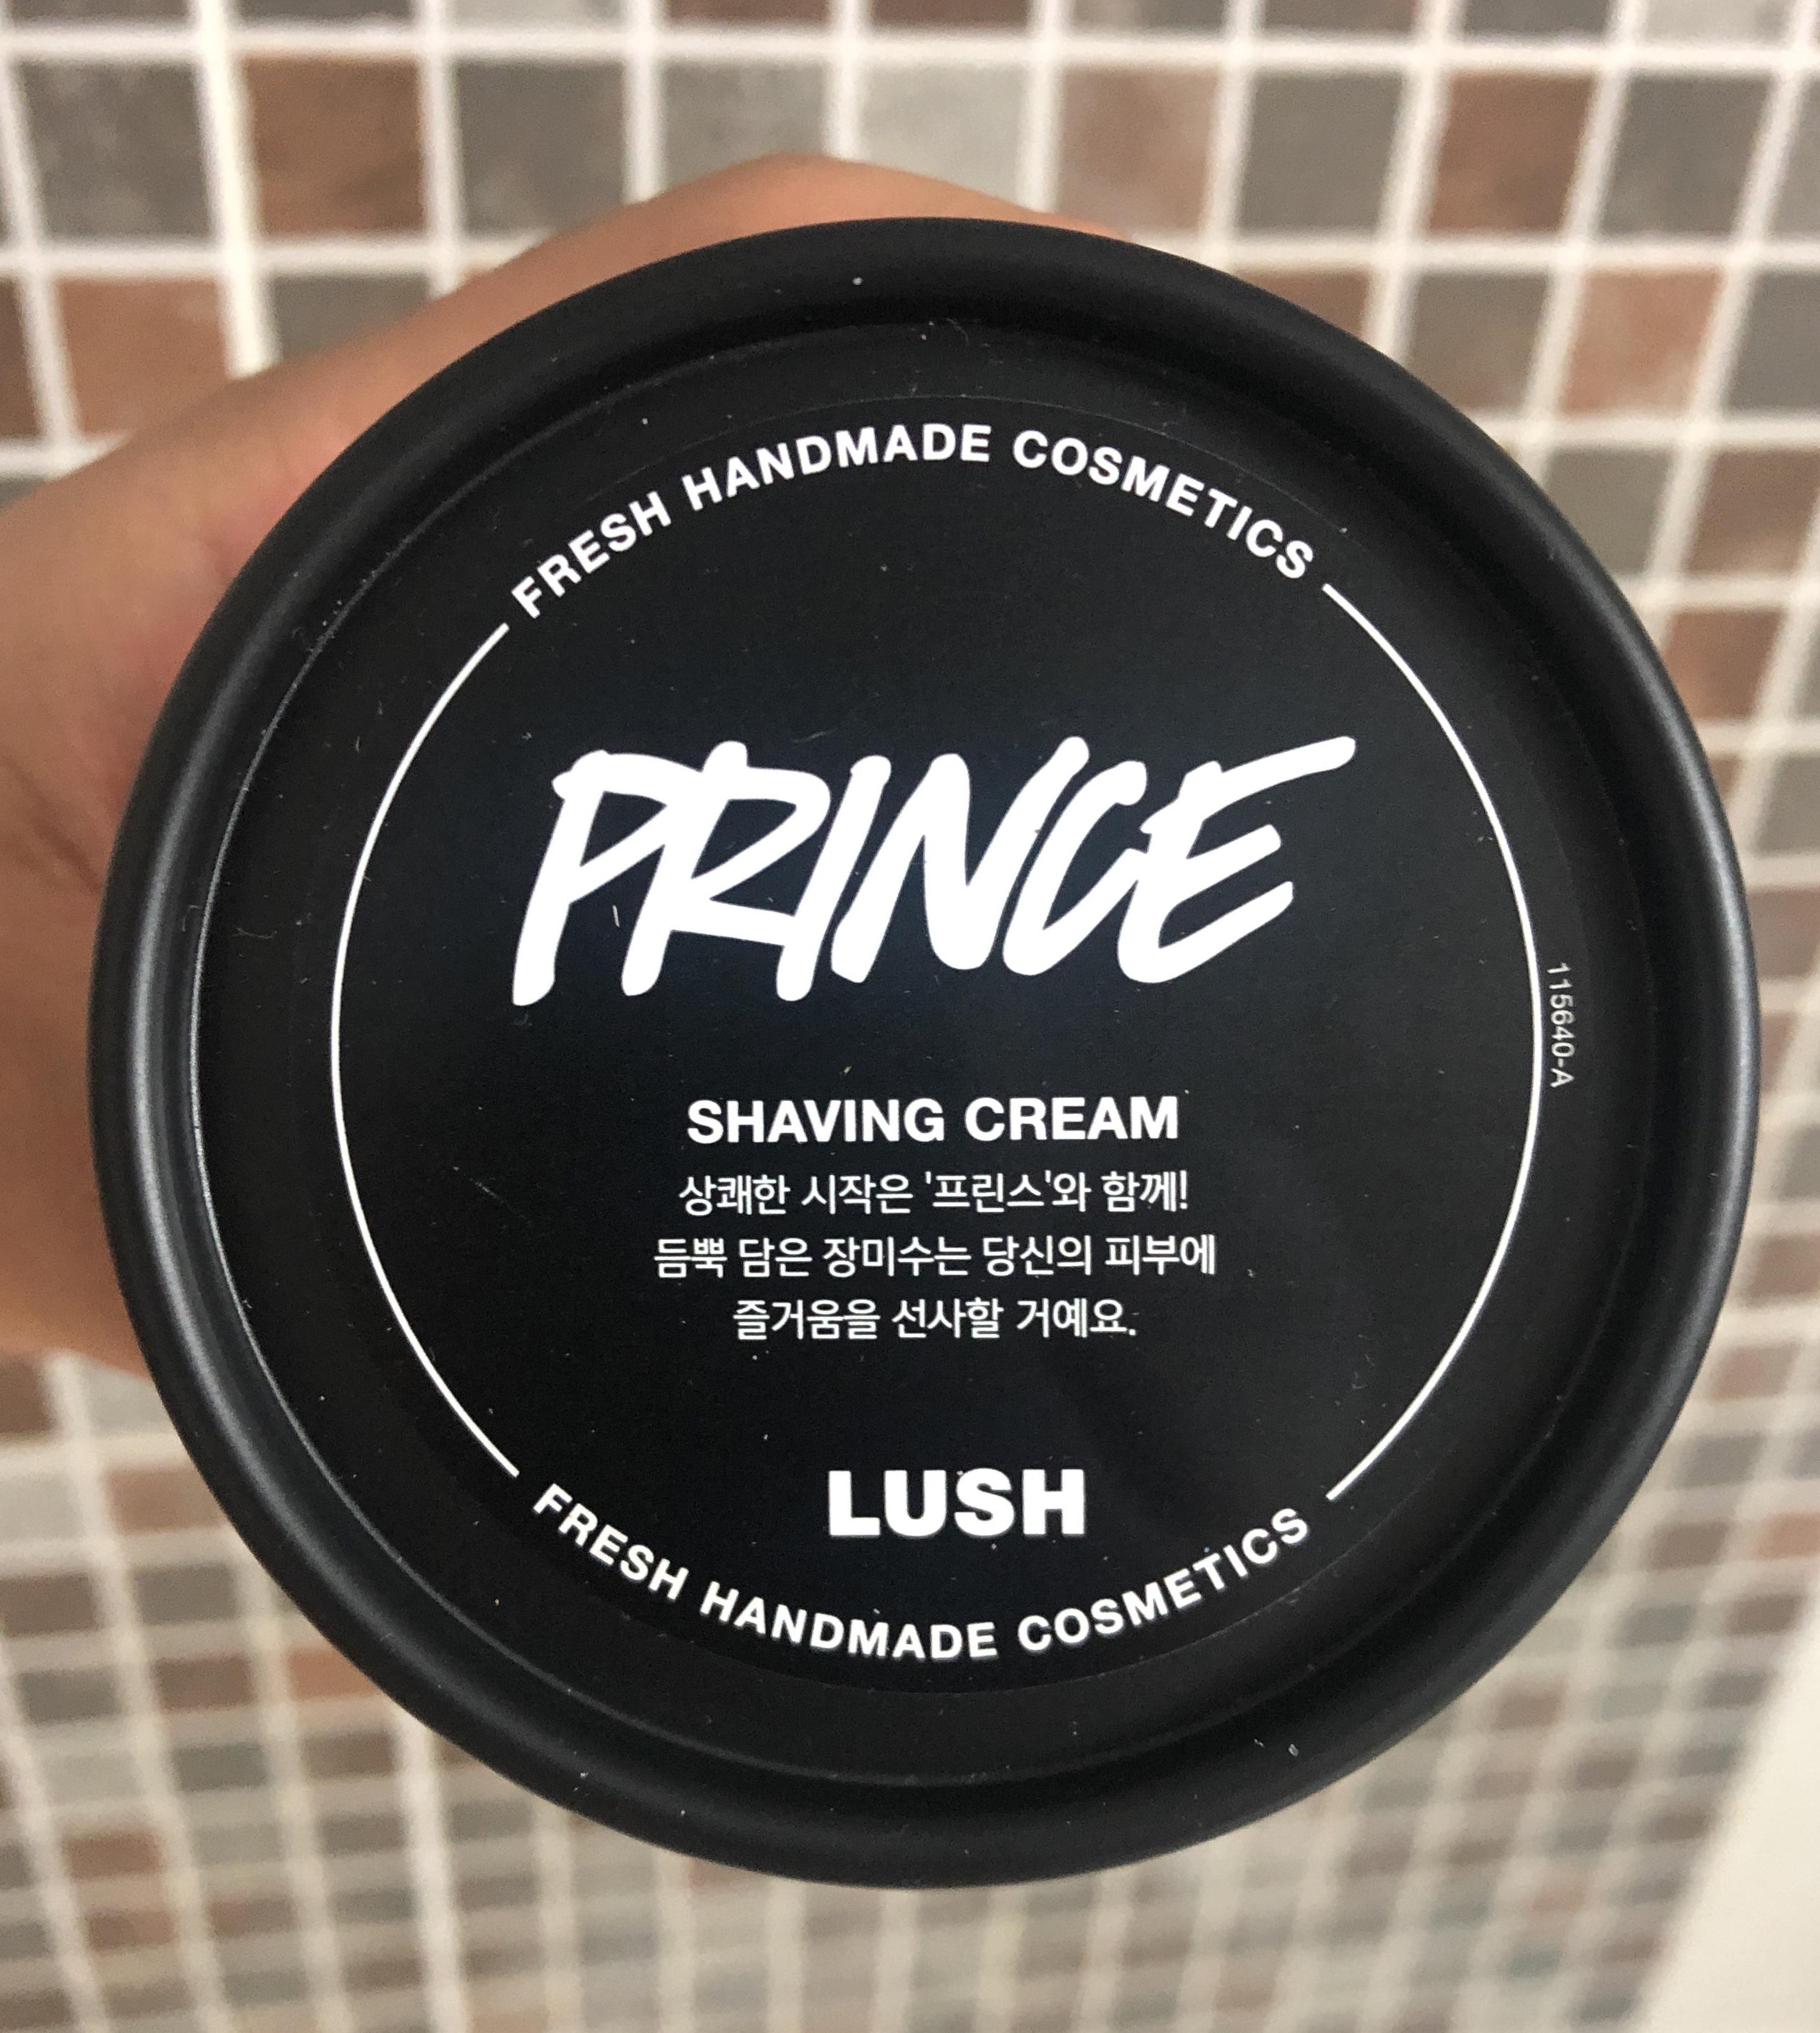 FRESH HANDMADE COSMETICS
PRINCE
115640-A
SHAVING CREAM
상쾌한 시작은 '프린스'와 함께!
듬뿍 담은 장미수는 당신의 피부에
즐거움을 선사할 거예요.
LUSH
FRESH HANDMADE COSMETICS